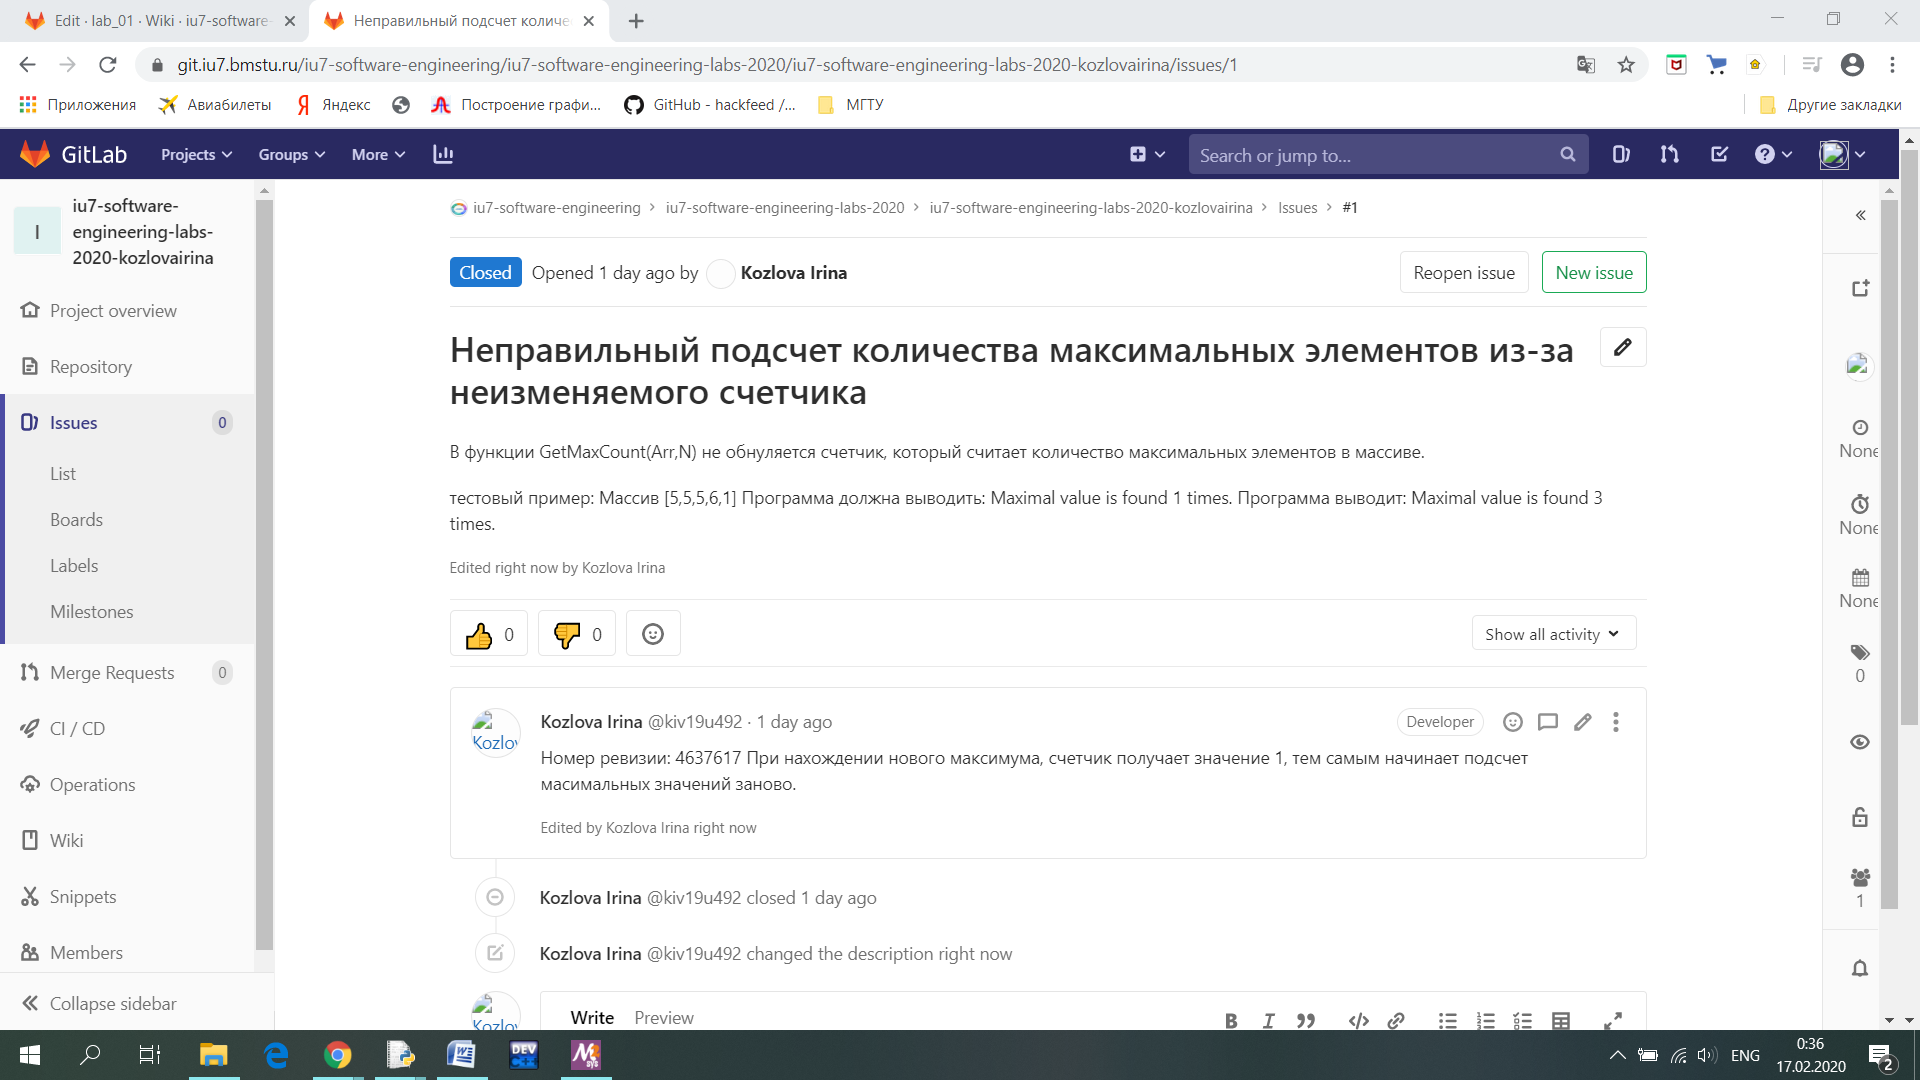 Edit · lab_01 · Wiki · iu7-software-
Неправильный подсчет количе
git.iu7.bmstu.ru/iu7-software-engineering/iu7-software-engineering-labs-2020/iu7-software-engineering-labs-2020-kozlovairina/issues/1
Приложения
Авиабилеты
Яндекс
Построение графи...
GitHub - hackfeed /...
МГТУ
Другие закладки
GitLab
Projects
Groups
More
Search or jump to...
I
iu7-software-
engineering-labs-
2020-kozlovairina
Project overview
Repository
Issues 0
List
Boards
Labels
Milestones
Merge Requests 0
CI / CD
Operations
Wiki
Snippets
Members
Collapse sidebar
iu7-software-engineering > iu7-software-engineering-labs-2020 > iu7-software-engineering-labs-2020-kozlovairina > Issues > #1
Closed Opened 1 day ago by Kozlova Irina
Reopen issue
New issue
Неправильный подсчет количества максимальных элементов из-за
неизменяемого счетчика
В функции GetMaxCount(Arr,N) не обнуляется счетчик, который считает количество максимальных элементов в массиве.
тестовый пример: Массив [5,5,5,6,1] Программа должна выводить: Maximal value is found 1 times. Программа выводит: Maximal value is found 3
times.
Edited right now by Kozlova Irina
0
0
Show all activity
Kozlova Irina @kiv19u492 · 1 day ago
Developer
Номер ревизии: 4637617 При нахождении нового максимума, счетчик получает значение 1, тем самым начинает подсчет
масимальных значений заново.
Edited by Kozlova Irina right now
Kozlova Irina @kiv19u492 closed 1 day ago
Kozlova Irina @kiv19u492 changed the description right now
Write
Preview
None
None
None
0
1
ENG
0:36
17.02.2020
2